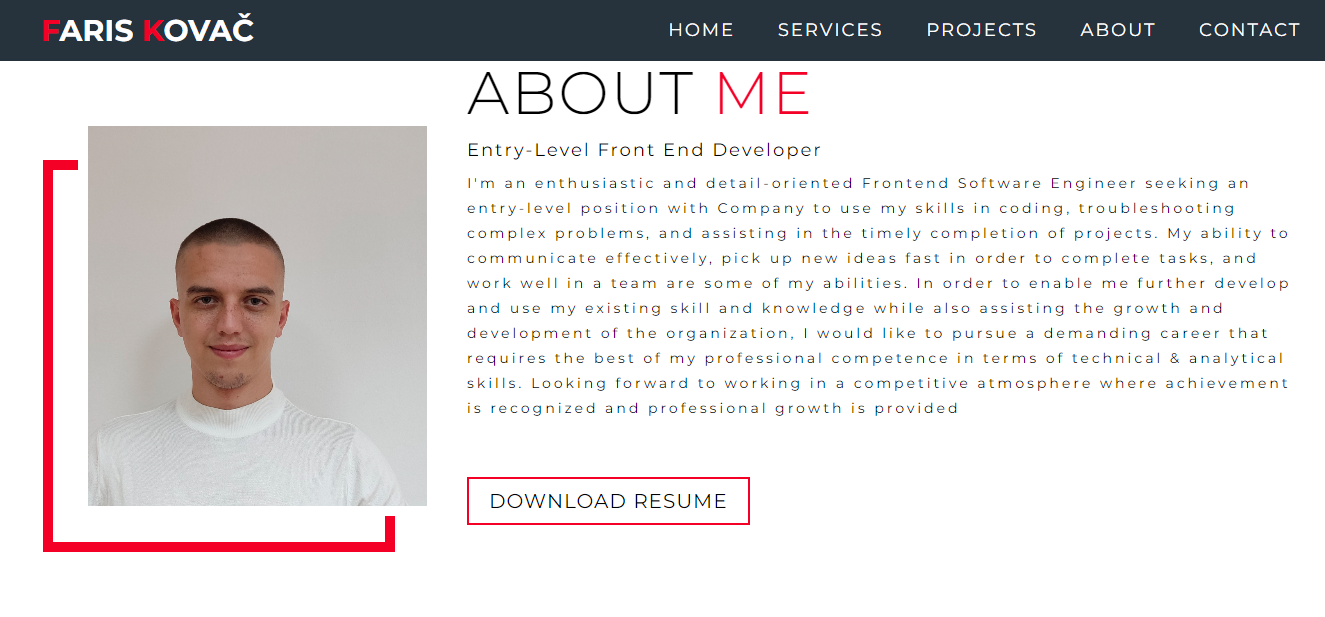 FARIS KOVAČ
HOME SERVICES PROJECTS ABOUT CONTACT
ABOUT ME
Entry-Level Front End Developer
I'm an enthusiastic and detail-oriented Frontend Software Engineer seeking an
entry-level position with Company to use my skills in coding, troubleshooting
complex problems, and assisting in the timely completion of projects. My ability to
communicate effectively, pick up new ideas fast in order to complete tasks, and
work well in a team are some of my abilities. In order to enable me further develop
and use my existing skill and knowledge while also assisting the growth and
development of the organization, I would like to pursue a demanding career that
requires the best of my professional competence in terms of technical & analytical
skills. Looking forward to working in a competitive atmosphere where achievement
is recognized and professional growth is provided
DOWNLOAD RESUME